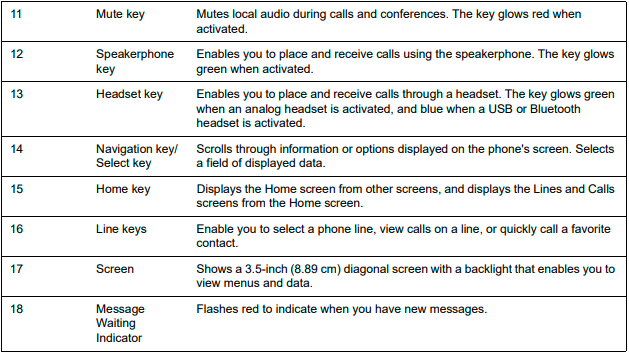 11 Mute key Mutes local audio during calls and conferences. The key glows red when
activated.
12 Speakerphone Enables you to place and receive calls using the speakerphone. The key glows
key green when activated.
13 Headset key Enables you to place and receive calls through a headset. The key glows green
when an analog headset is activated, and blue when a USB or Bluetooth
headset is activated.
14 Navigation key/ Scrolls through information or options displayed on the phone's screen. Selects
Select key a field of displayed data.
15 Home key Displays the Home screen from other screens, and displays the Lines and Calls
screens from the Home screen.
16 Line keys Enable you to select a phone line, view calls on a line, or quickly call a favorite
contact.
17 Screen Shows a 3.5-inch (8.89 cm) diagonal screen with a backlight that enables you to
view menus and data.
18 Message Flashes red to indicate when you have new messages.
Waiting
Indicator